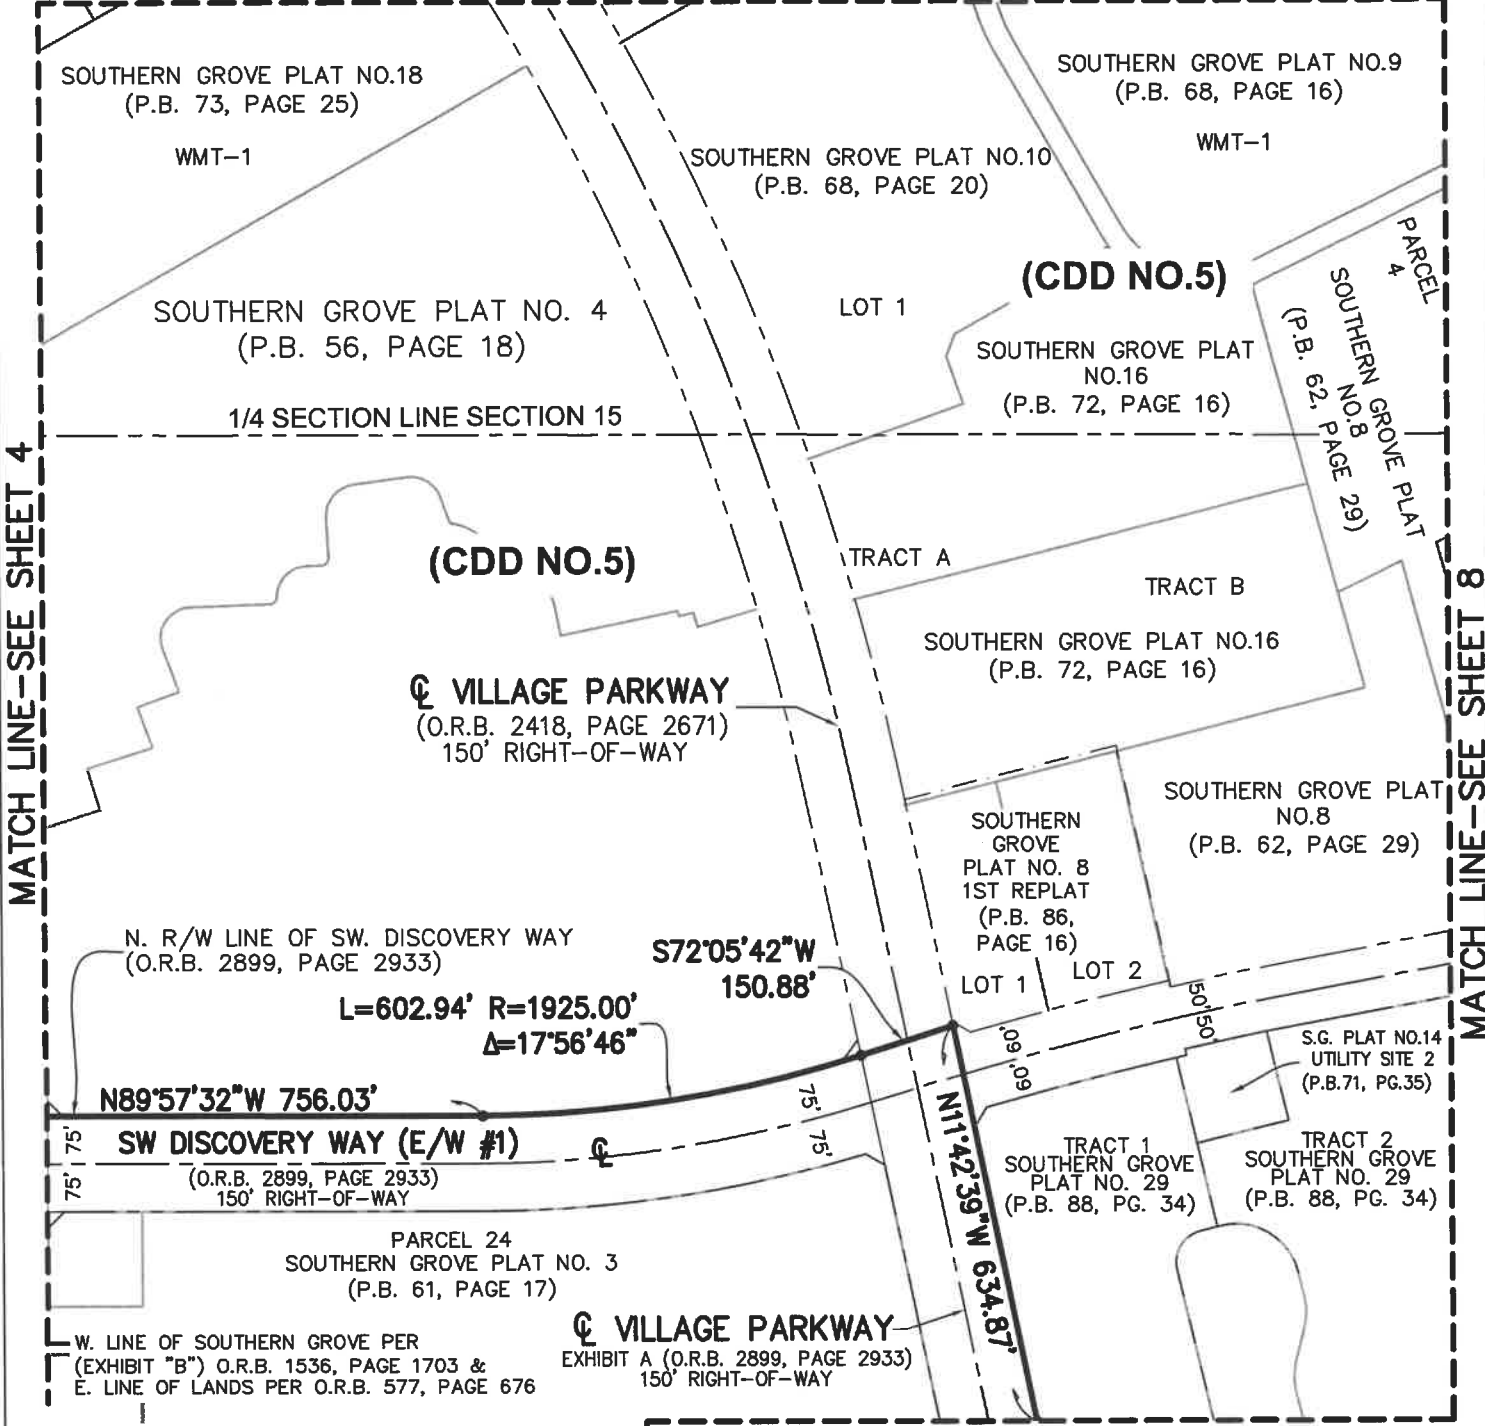 SOUTHERN GROVE PLAT NO.18
(P.B. 73, PAGE 25)
WMT-1
SOUTHERN GROVE PLAT NO.9
(P.B. 68, PAGE 16)
WMT-1
SOUTHERN GROVE PLAT NO.10
(P.B. 68, PAGE 20)
PARCEL
4
(CDD NO.5)
SOUTHERN GROVE PLAT NO. 4
(P.B. 56, PAGE 18)
LOT 1
SOUTHERN GROVE PLAT
NO.8
(P.B. 62, PAGE 29)
SOUTHERN GROVE PLAT
NO.16
(P.B. 72, PAGE 16)
1/4 SECTION LINE SECTION 15
MATCH LINE-SEE SHEET 4
(CDD NO.5)
TRACT A
TRACT B
SOUTHERN GROVE PLAT NO.16
(P.B. 72, PAGE 16)
MATCH LINE-SEE SHEET 8
℄ VILLAGE PARKWAY
(O.R.B. 2418, PAGE 2671)
150' RIGHT-OF-WAY
SOUTHERN GROVE PLAT
NO.8
(P.B. 62, PAGE 29)
SOUTHERN
GROVE
PLAT NO. 8
1ST REPLAT
(P.B. 86,
PAGE 16)
LOT 1
LOT 2
N. R/W LINE OF SW. DISCOVERY WAY
(O.R.B. 2899, PAGE 2933)
S72°05'42"W
150.88'
L=602.94' R=1925.00'
Δ=17°56'46"
50'
50'
60'
60'
S.G. PLAT NO.14
UTILITY SITE 2
(P.B.71, PG.35)
N89°57'32"W 756.03'
75'
75'
SW DISCOVERY WAY (E/W #1)
℄
(O.R.B. 2899, PAGE 2933)
150' RIGHT-OF-WAY
75'
75'
N11°42'39"W 634.87'
TRACT 1
SOUTHERN GROVE
PLAT NO. 29
(P.B. 88, PG. 34)
TRACT 2
SOUTHERN GROVE
PLAT NO. 29
(P.B. 88, PG. 34)
PARCEL 24
SOUTHERN GROVE PLAT NO. 3
(P.B. 61, PAGE 17)
℄ VILLAGE PARKWAY
EXHIBIT A (O.R.B. 2899, PAGE 2933)
150' RIGHT-OF-WAY
W. LINE OF SOUTHERN GROVE PER
(EXHIBIT "B") O.R.B. 1536, PAGE 1703 &
E. LINE OF LANDS PER O.R.B. 577, PAGE 676